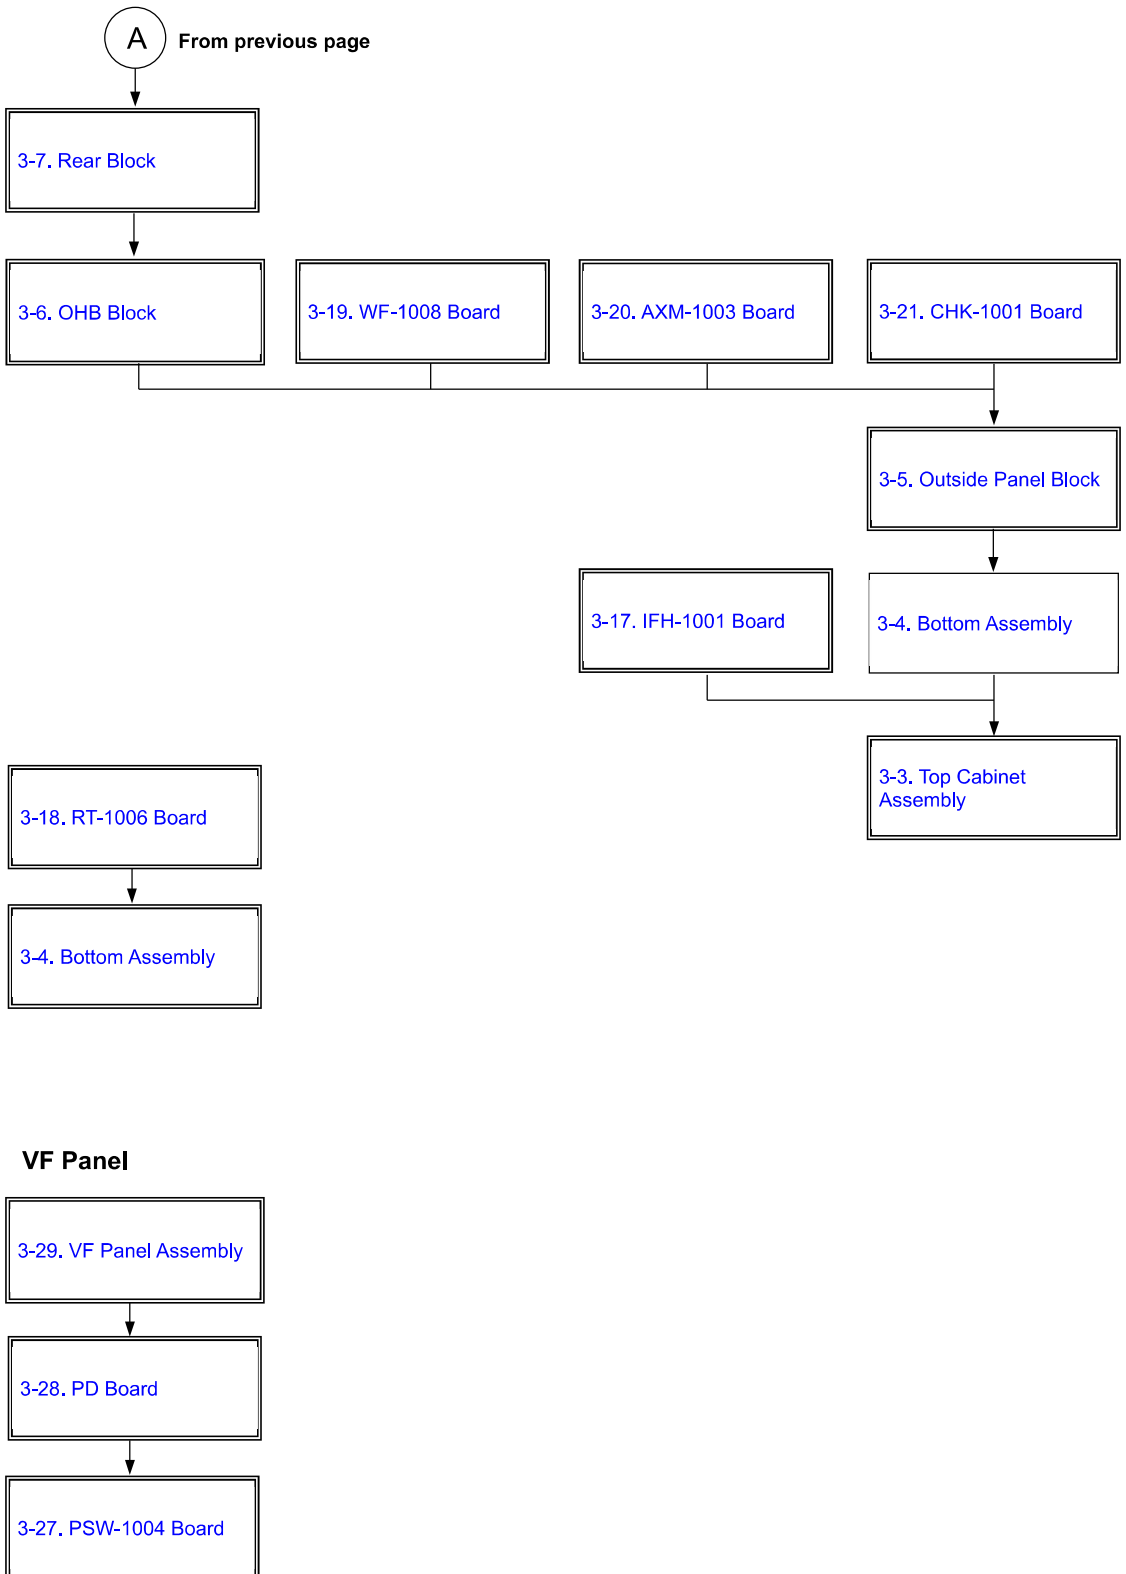 A
From previous page
3-7. Rear Block
3-6. OHB Block
3-19. WF-1008 Board
3-20. AXM-1003 Board
3-21. CHK-1001 Board
3-5. Outside Panel Block
3-17. IFH-1001 Board
3-4. Bottom Assembly
3-3. Top Cabinet
Assembly
3-18. RT-1006 Board
3-4. Bottom Assembly
VF Panel
3-29. VF Panel Assembly
3-28. PD Board
3-27. PSW-1004 Board